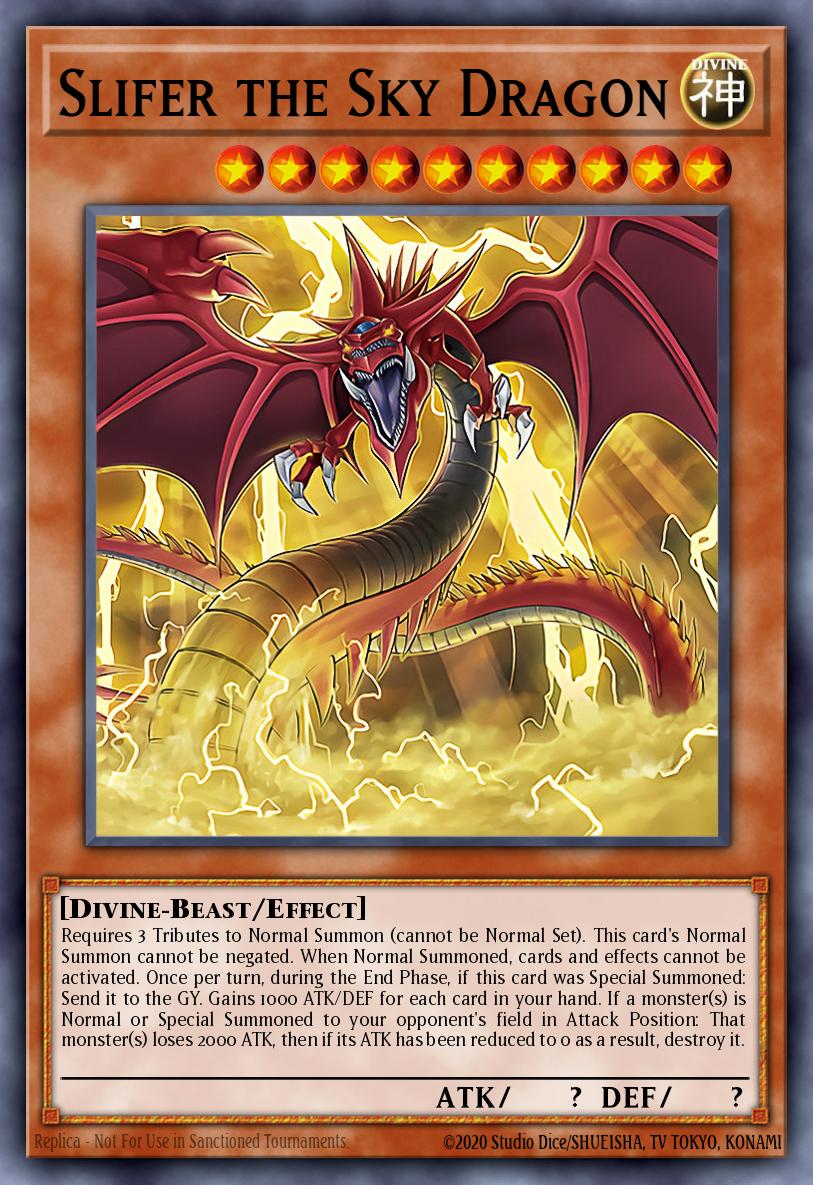 Slifer the Sky Dragon
DIVINE
神
[Divine-Beast/Effect]
Requires 3 Tributes to Normal Summon (cannot be Normal Set). This card's Normal
Summon cannot be negated. When Normal Summoned, cards and effects cannot be
activated. Once per turn, during the End Phase, if this card was Special Summoned:
Send it to the GY. Gains 1000 ATK/DEF for each card in your hand. If a monster(s) is
Normal or Special Summoned to your opponent's field in Attack Position: That
monster(s) loses 2000 ATK, then if its ATK has been reduced to 0 as a result, destroy it.
ATK/ ? DEF/ ?
Replica - Not For Use in Sanctioned Tournaments.
©2020 Studio Dice/SHUEISHA, TV TOKYO, KONAMI